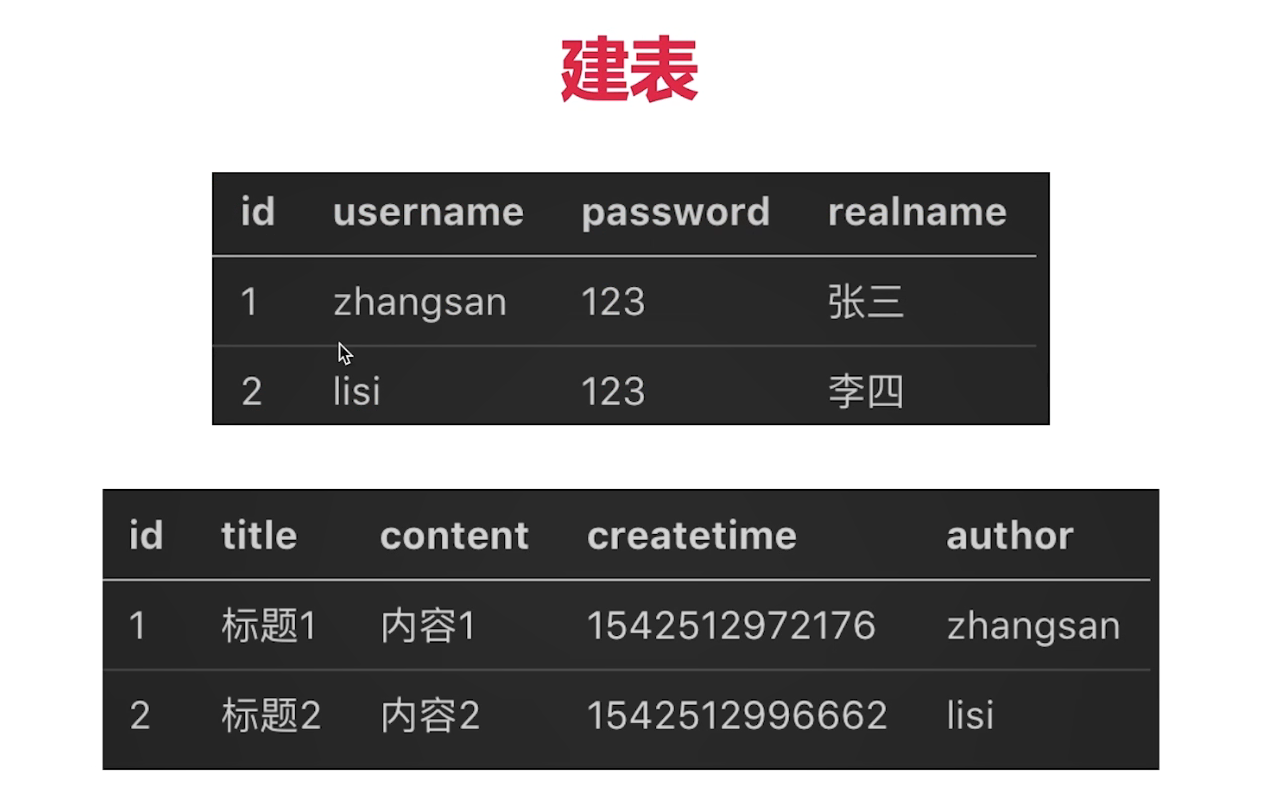 建表
id username password realname
1 zhangsan 123 张三
2 lisi 123 李四
id title content createtime author
1 标题1 内容1 1542512972176 zhangsan
2 标题2 内容2 1542512996662 lisi